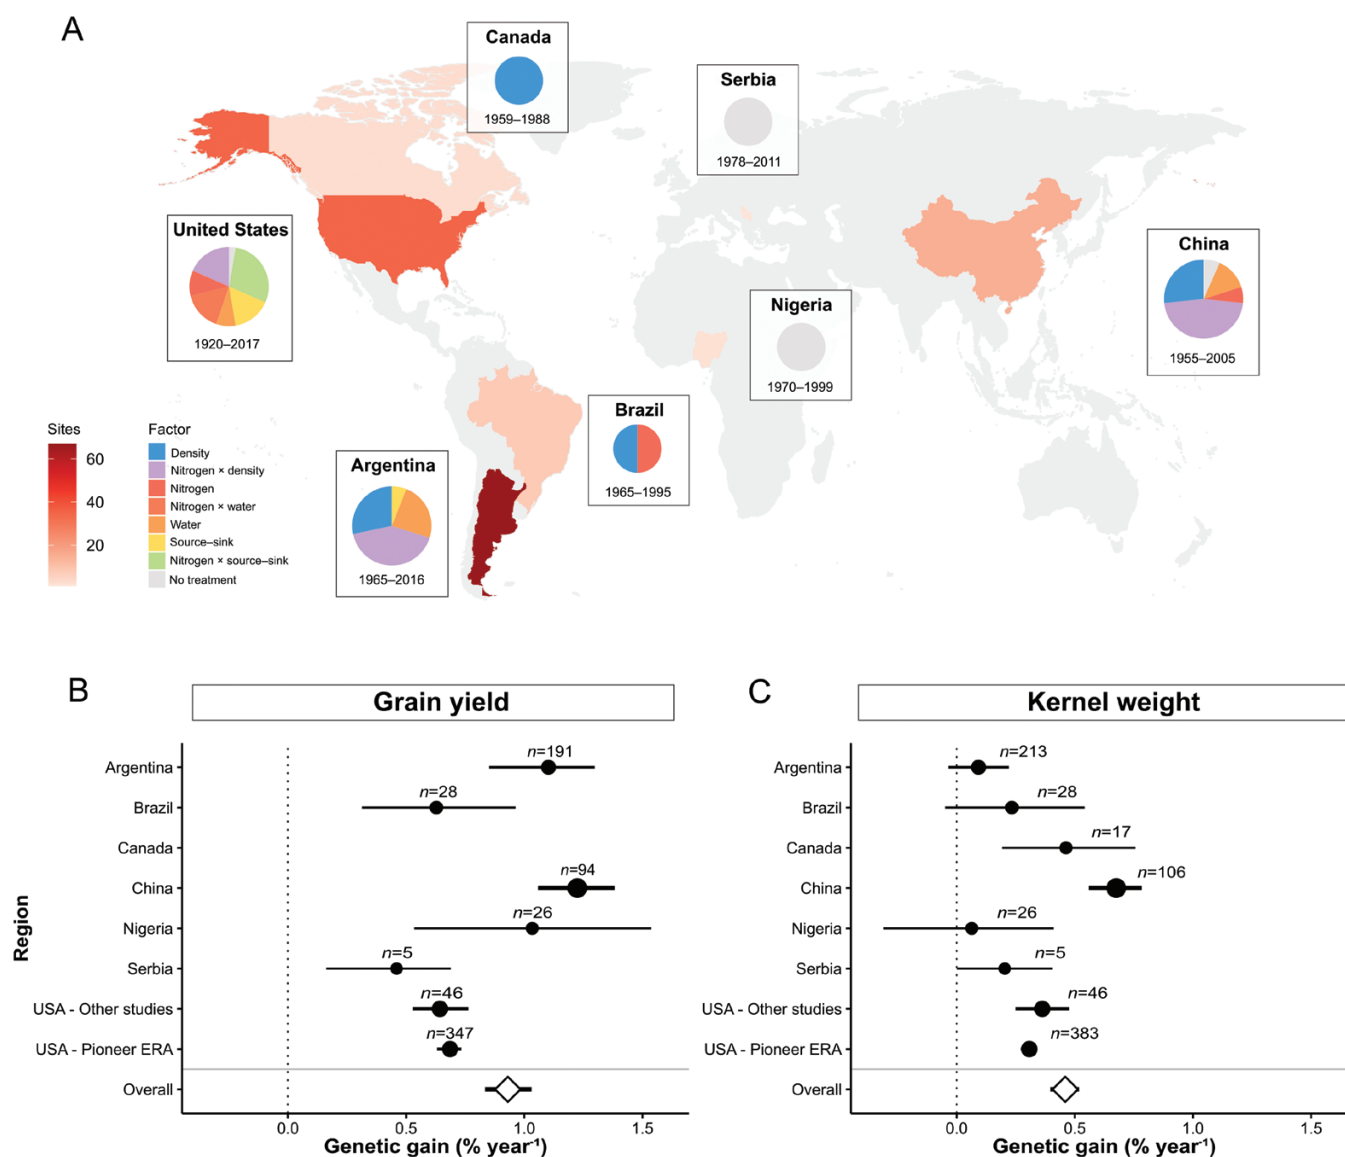 A
Canada
1959–1988
Serbia
1978–2011
United States
1920–2017
China
1955–2005
Nigeria
1970–1999
Brazil
1965–1995
Argentina
1965–2016
Sites
60
40
20
Factor
Density
Nitrogen × density
Nitrogen
Nitrogen × water
Water
Source–sink
Nitrogen × source–sink
No treatment
B
Grain yield
Region
Argentina
n=191
Brazil
n=28
Canada
China
n=94
Nigeria
n=26
Serbia
n=5
USA - Other studies
n=46
USA - Pioneer ERA
n=347
Overall
0.0 0.5 1.0 1.5
Genetic gain (% year⁻¹)
C
Kernel weight
Argentina
n=213
Brazil
n=28
Canada
n=17
China
n=106
Nigeria
n=26
Serbia
n=5
USA - Other studies
n=46
USA - Pioneer ERA
n=383
Overall
0.0 0.5 1.0 1.5
Genetic gain (% year⁻¹)